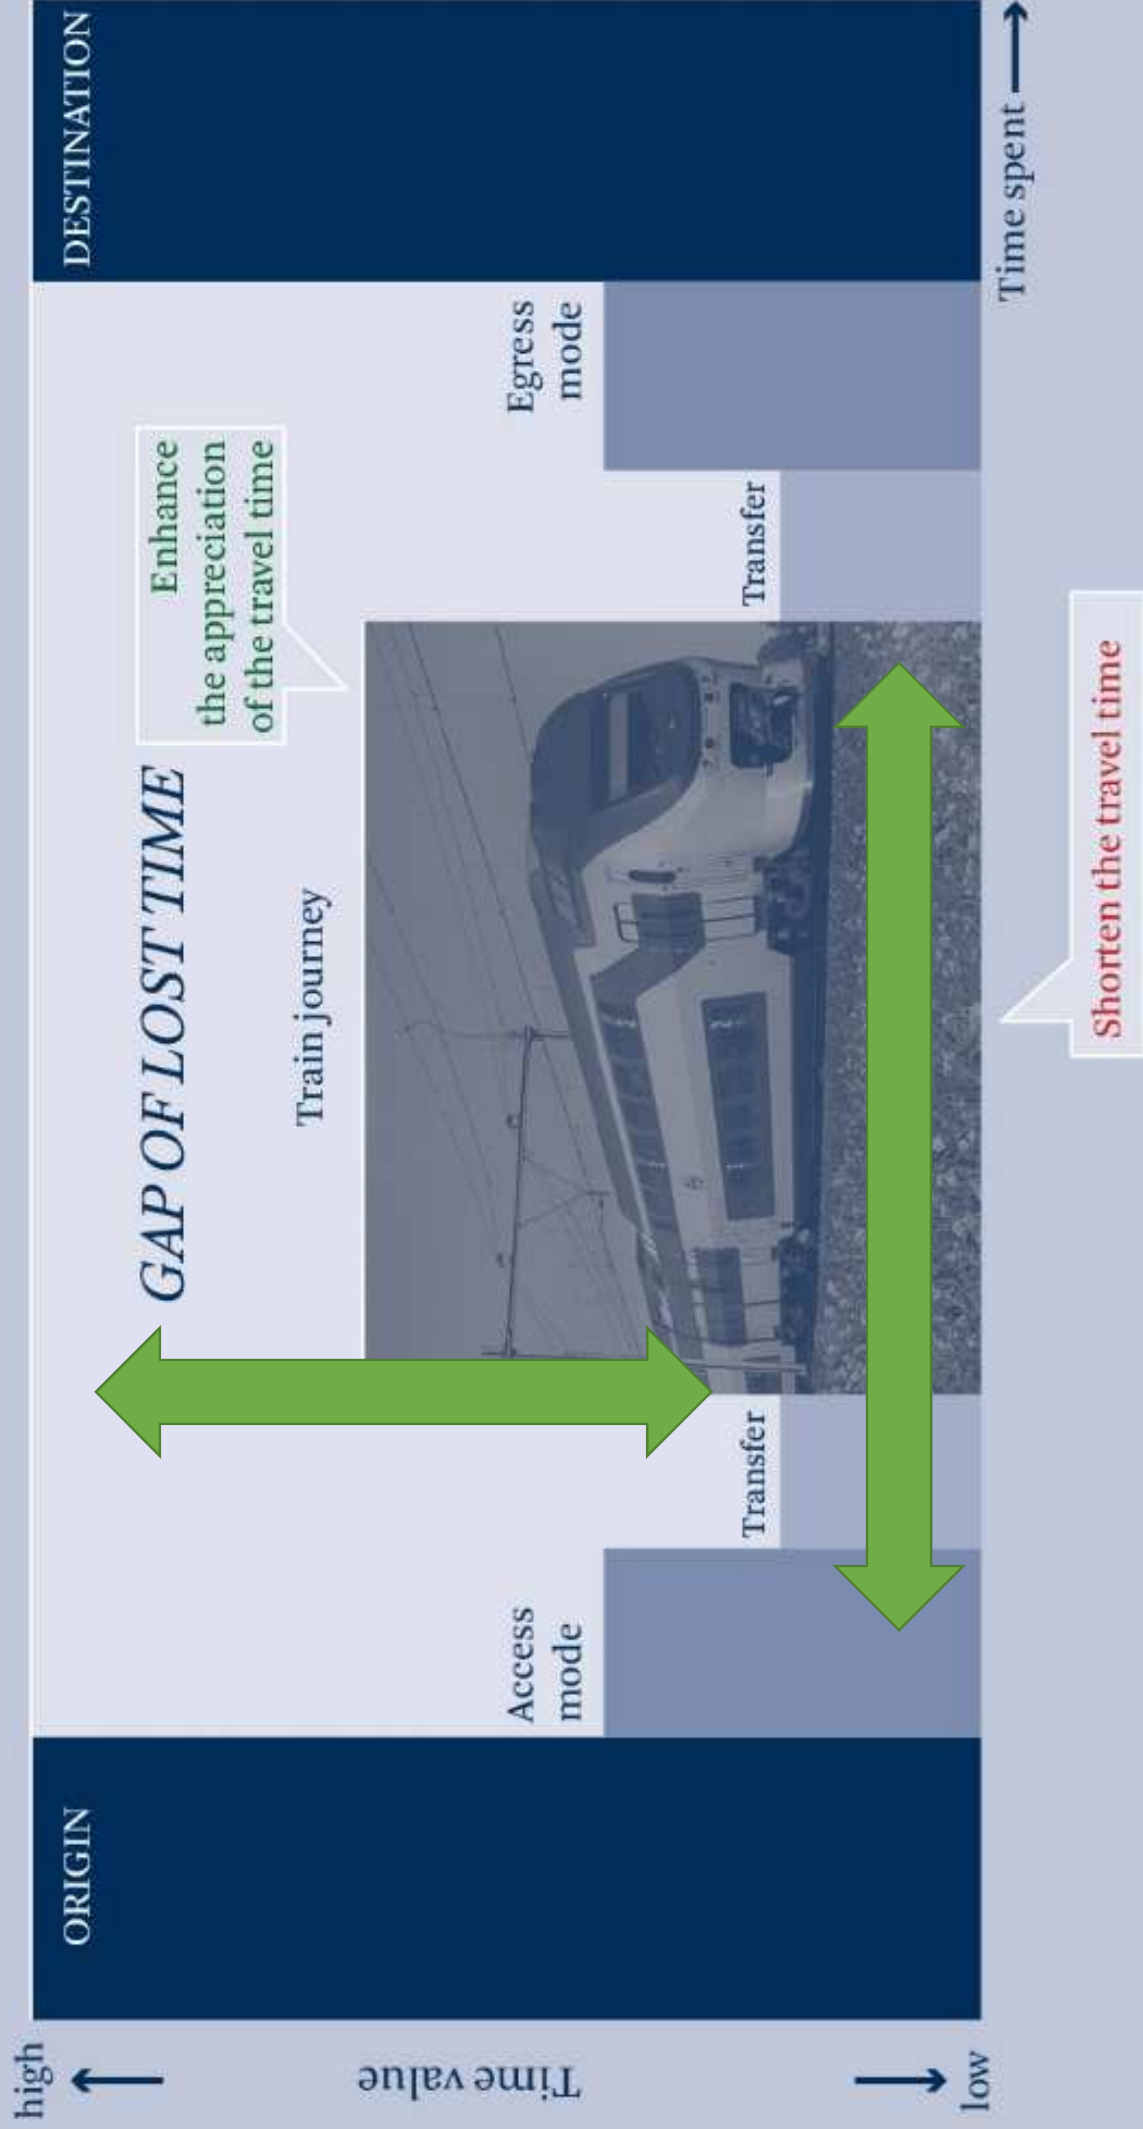 high
ORIGIN
DESTINATION
GAP OF LOST TIME
Enhance
the appreciation
of the travel time
Train journey
Access
mode
Egress
mode
Transfer
Transfer
Time value
low
Time spent
Shorten the travel time